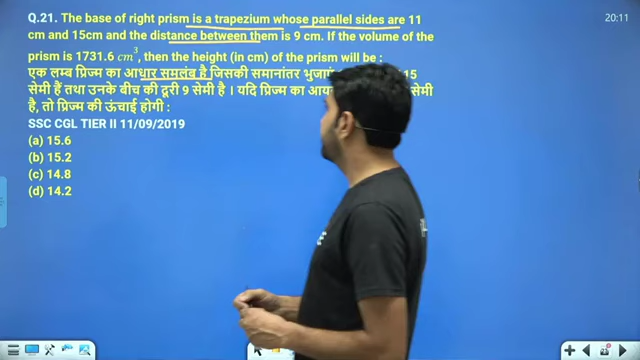 Q.21. The base of right prism is a trapezium whose parallel sides are 11
cm and 15cm and the distance between them is 9 cm. If the volume of the
prism is 1731.6 cm³, then the height (in cm) of the prism will be :
एक लम्ब प्रिज्म का आधार समलंब है जिसकी समानांतर 15
सेमी हैं तथा उनके बीच की दूरी 9 सेमी है । यदि प्रिज्म का सेमी
है, तो प्रिज्म की ऊंचाई होगी :
SSC CGL TIER II 11/09/2019
(a) 15.6
(b) 15.2
(c) 14.8
(d) 14.2
20:11